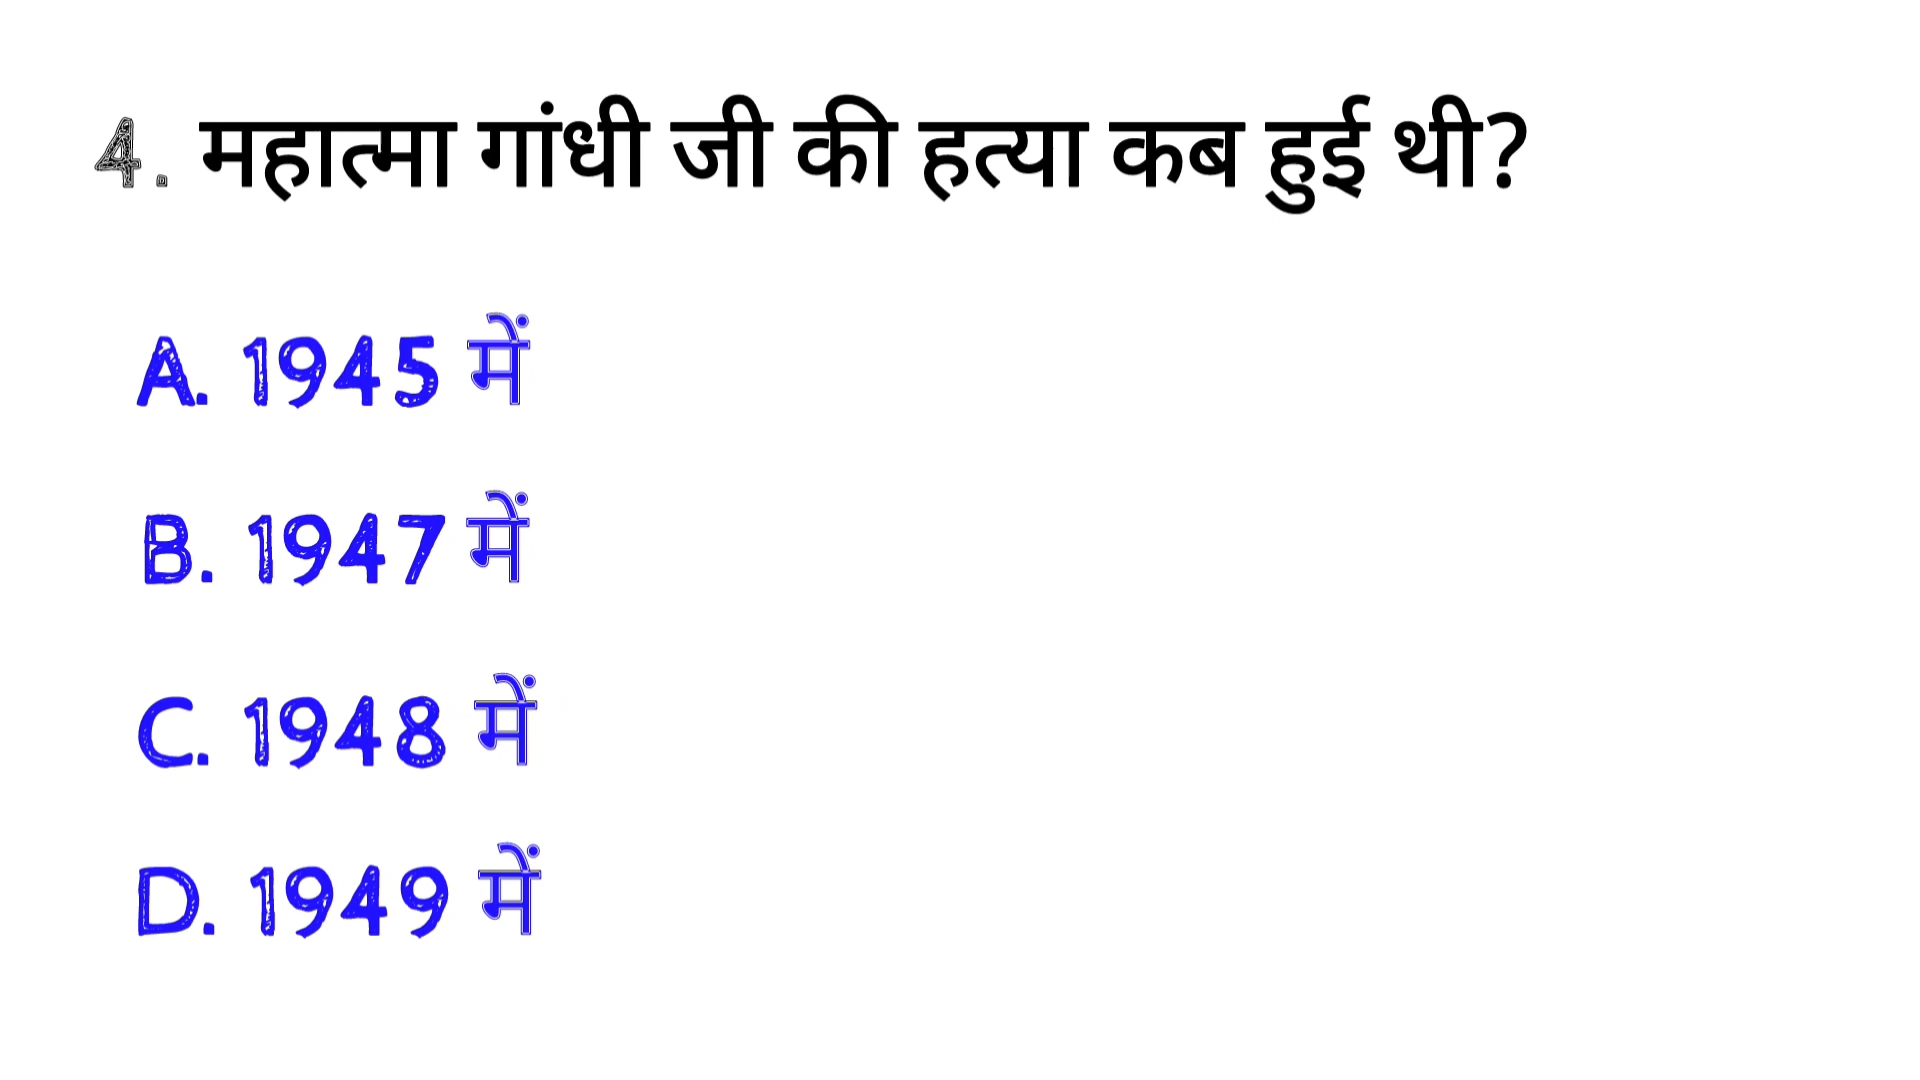 4. महात्मा गांधी जी की हत्या कब हुई थी?
A. 1945 में
B. 1947 में
C. 1948 में
D. 1949 में